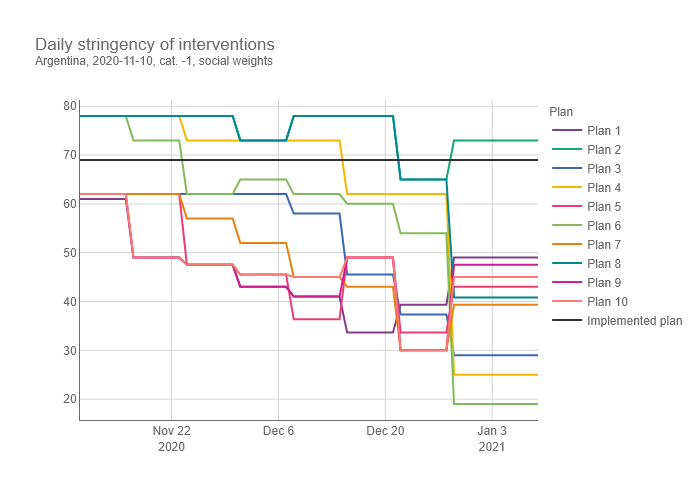 Daily stringency of interventions
Argentina, 2020-11-10, cat. -1, social weights
Plan
80
70
60
50
40
30
20
Nov 22
2020
Dec 6
Dec 20
Jan 3
2021
Plan 1
Plan 2
Plan 3
Plan 4
Plan 5
Plan 6
Plan 7
Plan 8
Plan 9
Plan 10
Implemented plan